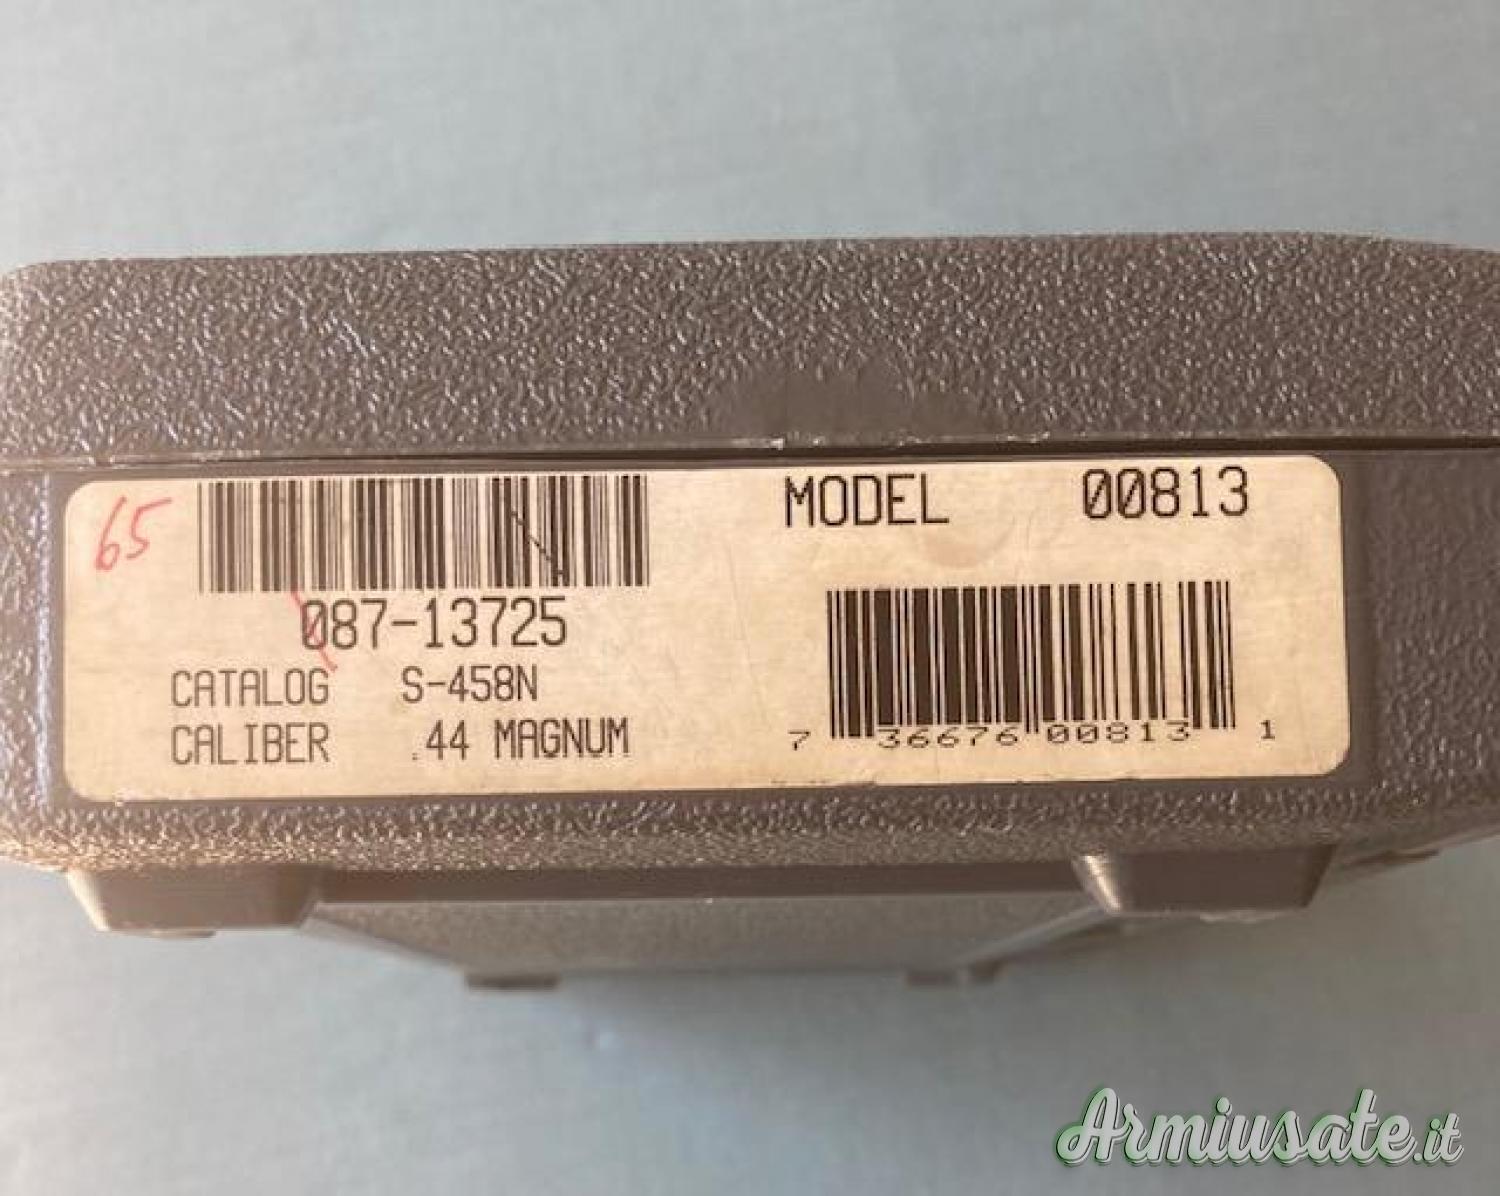 65
087-13725
CATALOG S-458N
CALIBER .44 MAGNUM
MODEL 00813
7 36676 00813 1
Armiusate.it